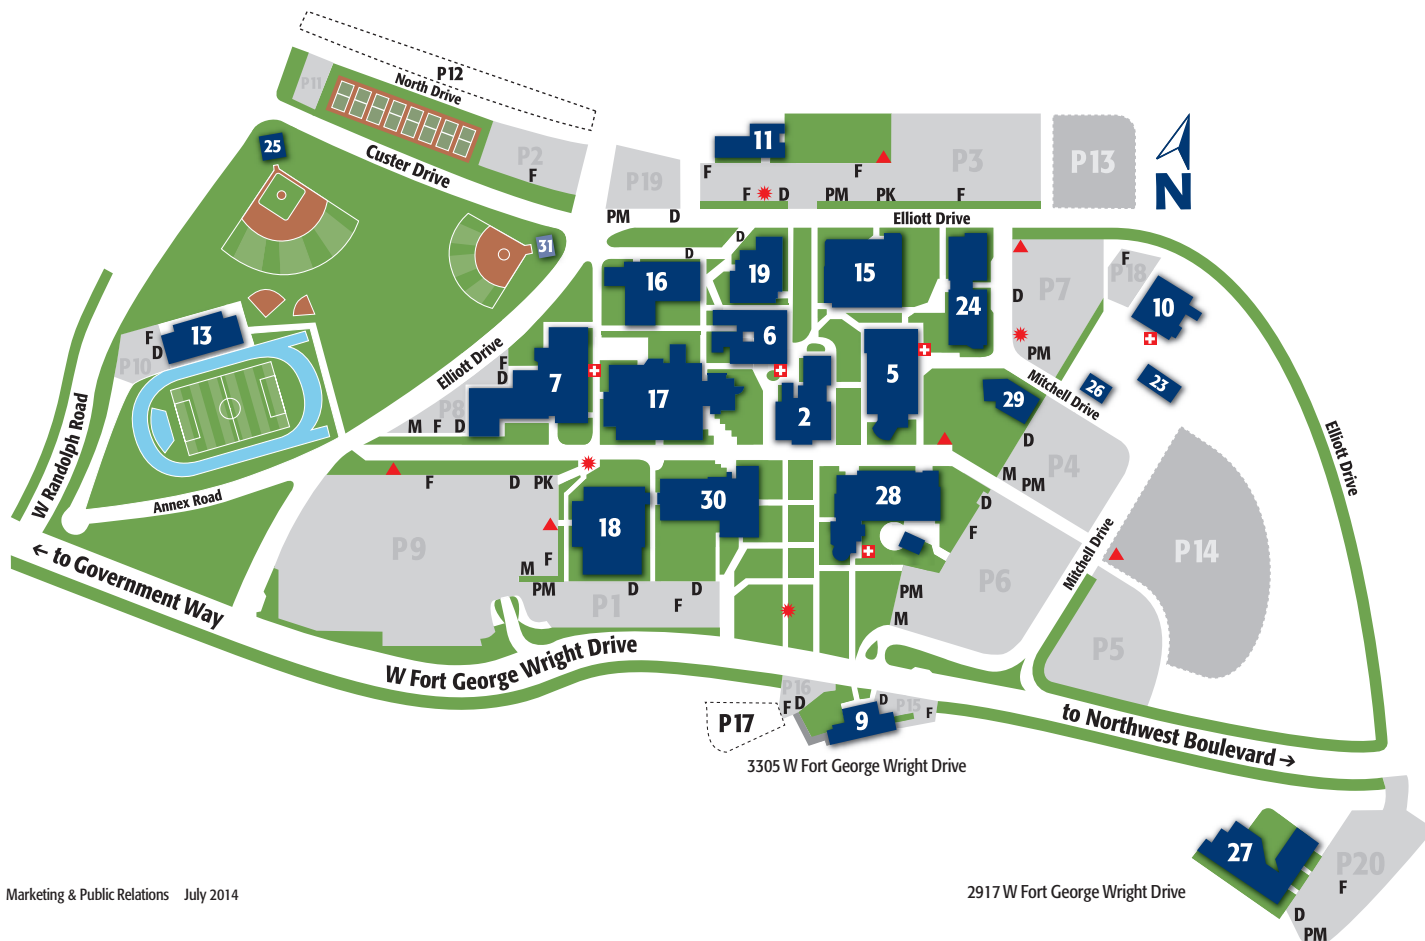 P12
P11
North Drive
25
Custer Drive
P2
F
11
F
F
P3
P13
P19
F
D
PM
PK
F
N
PM
D
Elliott Drive
31
D
D
16
19
15
24
P7
D
PM
F
P18
10
6
F
D
13
P10
Elliott Drive
F
D
7
17
5
2
29
Mitchell Drive
26
23
P8
M
F
D
W Randolph Road
Annex Road
F
D
PK
30
28
D
M
PM
P4
D
F
Elliott Drive
← to Government Way
P9
18
M
F
PM
D
D
F
P1
PM
M
P6
Mitchell Drive
P14
P5
W Fort George Wright Drive
P16
F
D
P17
9
D
P15
F
to Northwest Boulevard →
3305 W Fort George Wright Drive
27
P20
F
D
PM
2917 W Fort George Wright Drive
Marketing & Public Relations July 2014